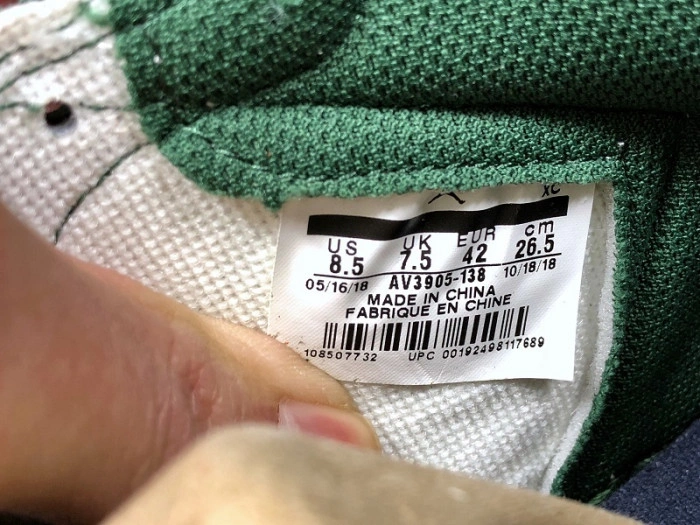 XC
US UK EUR cm
8.5 7.5 42 26.5
05/16/18 AV3905-138 10/18/18
MADE IN CHINA
FABRIQUE EN CHINE
108507732 UPC 00192498117689